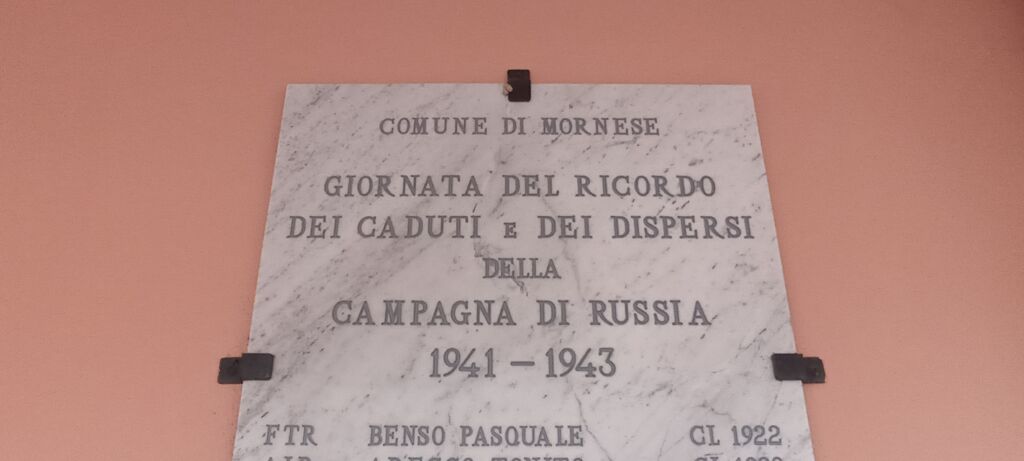 COMUNE DI MORNESE
GIORNATA DEL RICORDO
DEI CADUTI E DEI DISPERSI
DELLA
CAMPAGNA DI RUSSIA
1941 – 1943
FTR BENSO PASQUALE CL 1922